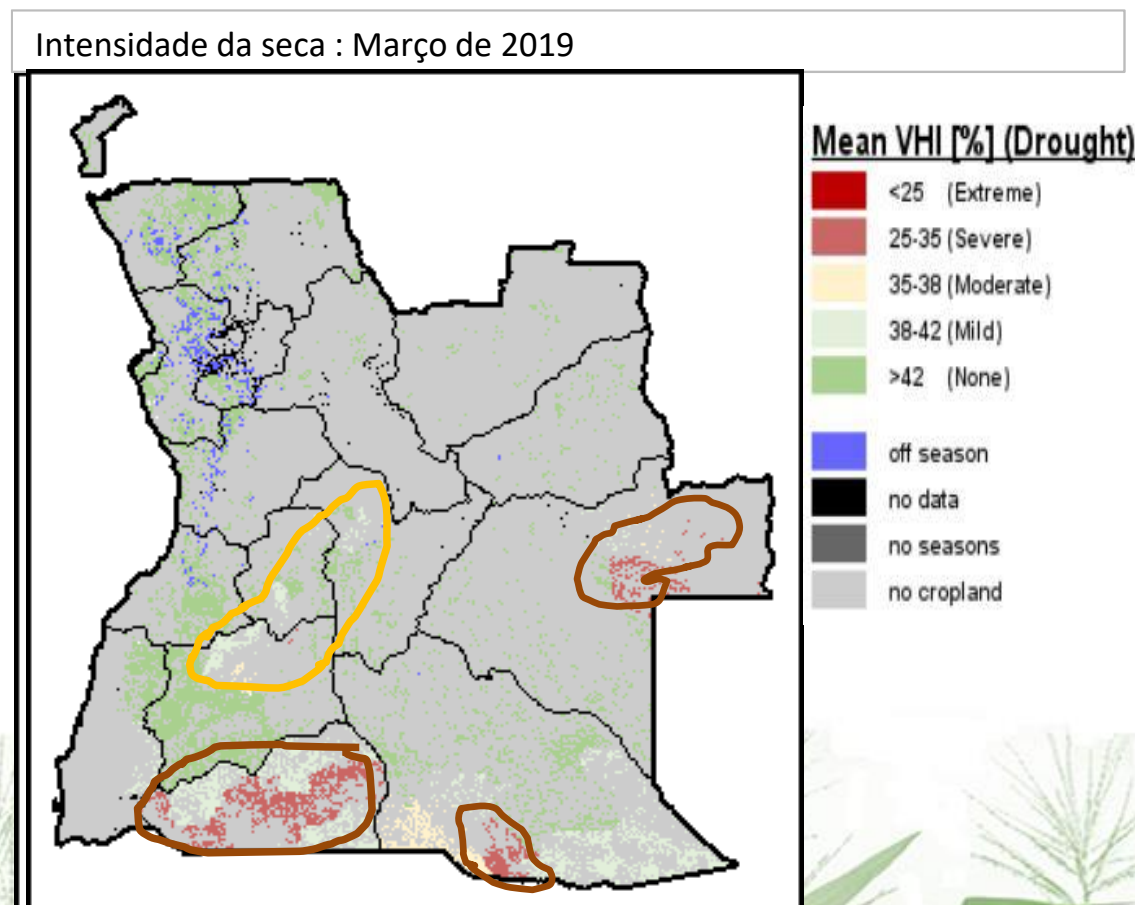 Intensidade da seca : Março de 2019
Mean VHI [%] (Drought)
<25 (Extreme)
25-35 (Severe)
35-38 (Moderate)
38-42 (Mild)
>42 (None)
off season
no data
no seasons
no cropland